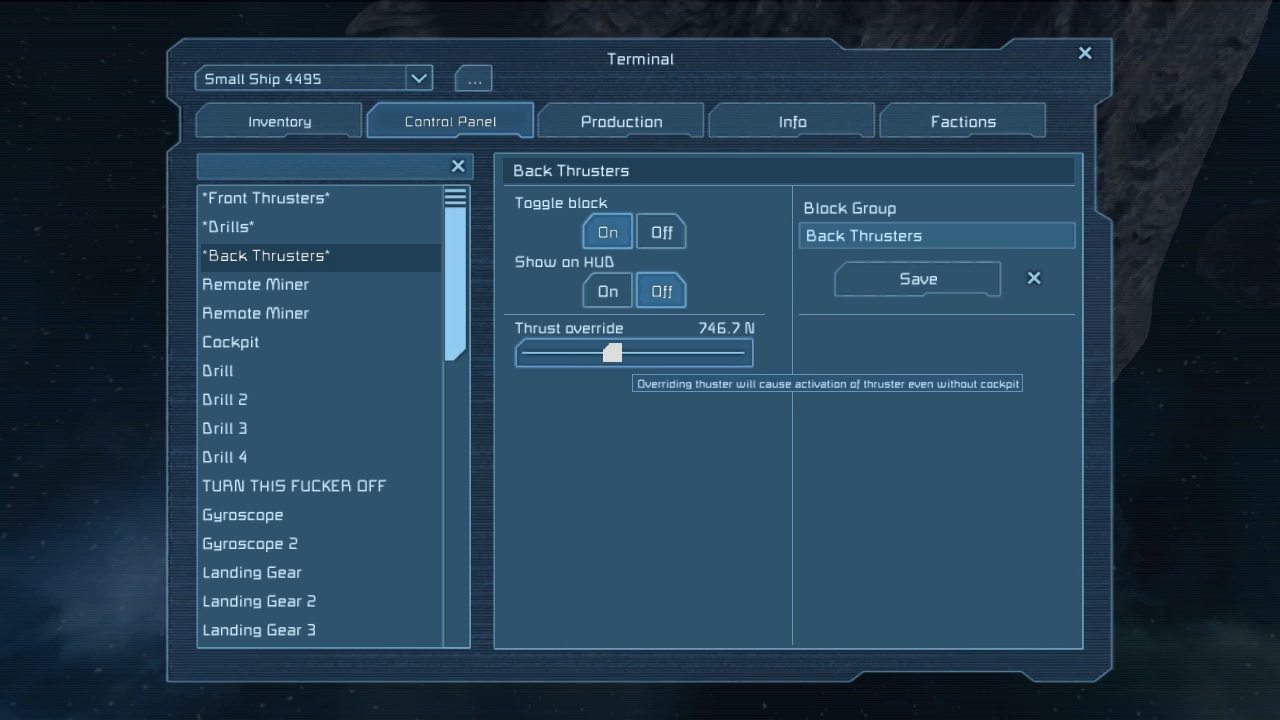 Terminal
Small Ship 4495
...
Inventory
Control Panel
Production
Info
Factions
*Front Thrusters*
*Drills*
*Back Thrusters*
Remote Miner
Remote Miner
Cockpit
Drill
Drill 2
Drill 3
Drill 4
TURN THIS FUCKER OFF
Gyroscope
Gyroscope 2
Landing Gear
Landing Gear 2
Landing Gear 3
Back Thrusters
Toggle block
On Off
Show on HUD
On Off
Thrust override 746.7 N
Overriding thuster will cause activation of thruster even without cockpit
Block Group
Back Thrusters
Save